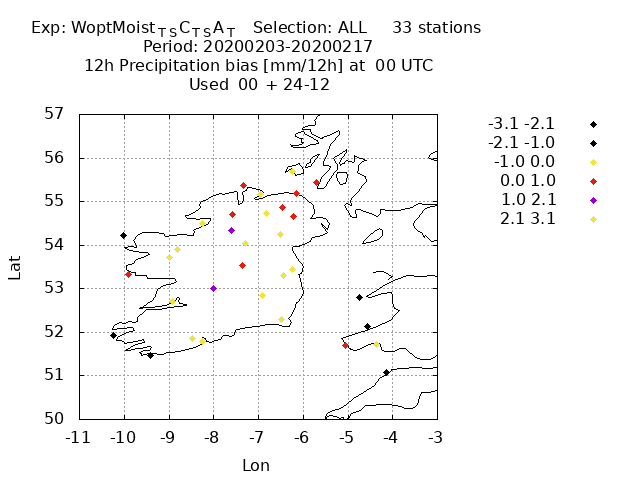 Exp: WoptMoistTSCTSAT Selection: ALL 33 stations
Period: 20200203-20200217
12h Precipitation bias [mm/12h] at 00 UTC
Used 00 + 24-12
-3.1 -2.1
-2.1 -1.0
-1.0 0.0
0.0 1.0
1.0 2.1
2.1 3.1
Lat
57
56
55
54
53
52
51
50
-11 -10 -9 -8 -7 -6 -5 -4 -3
Lon